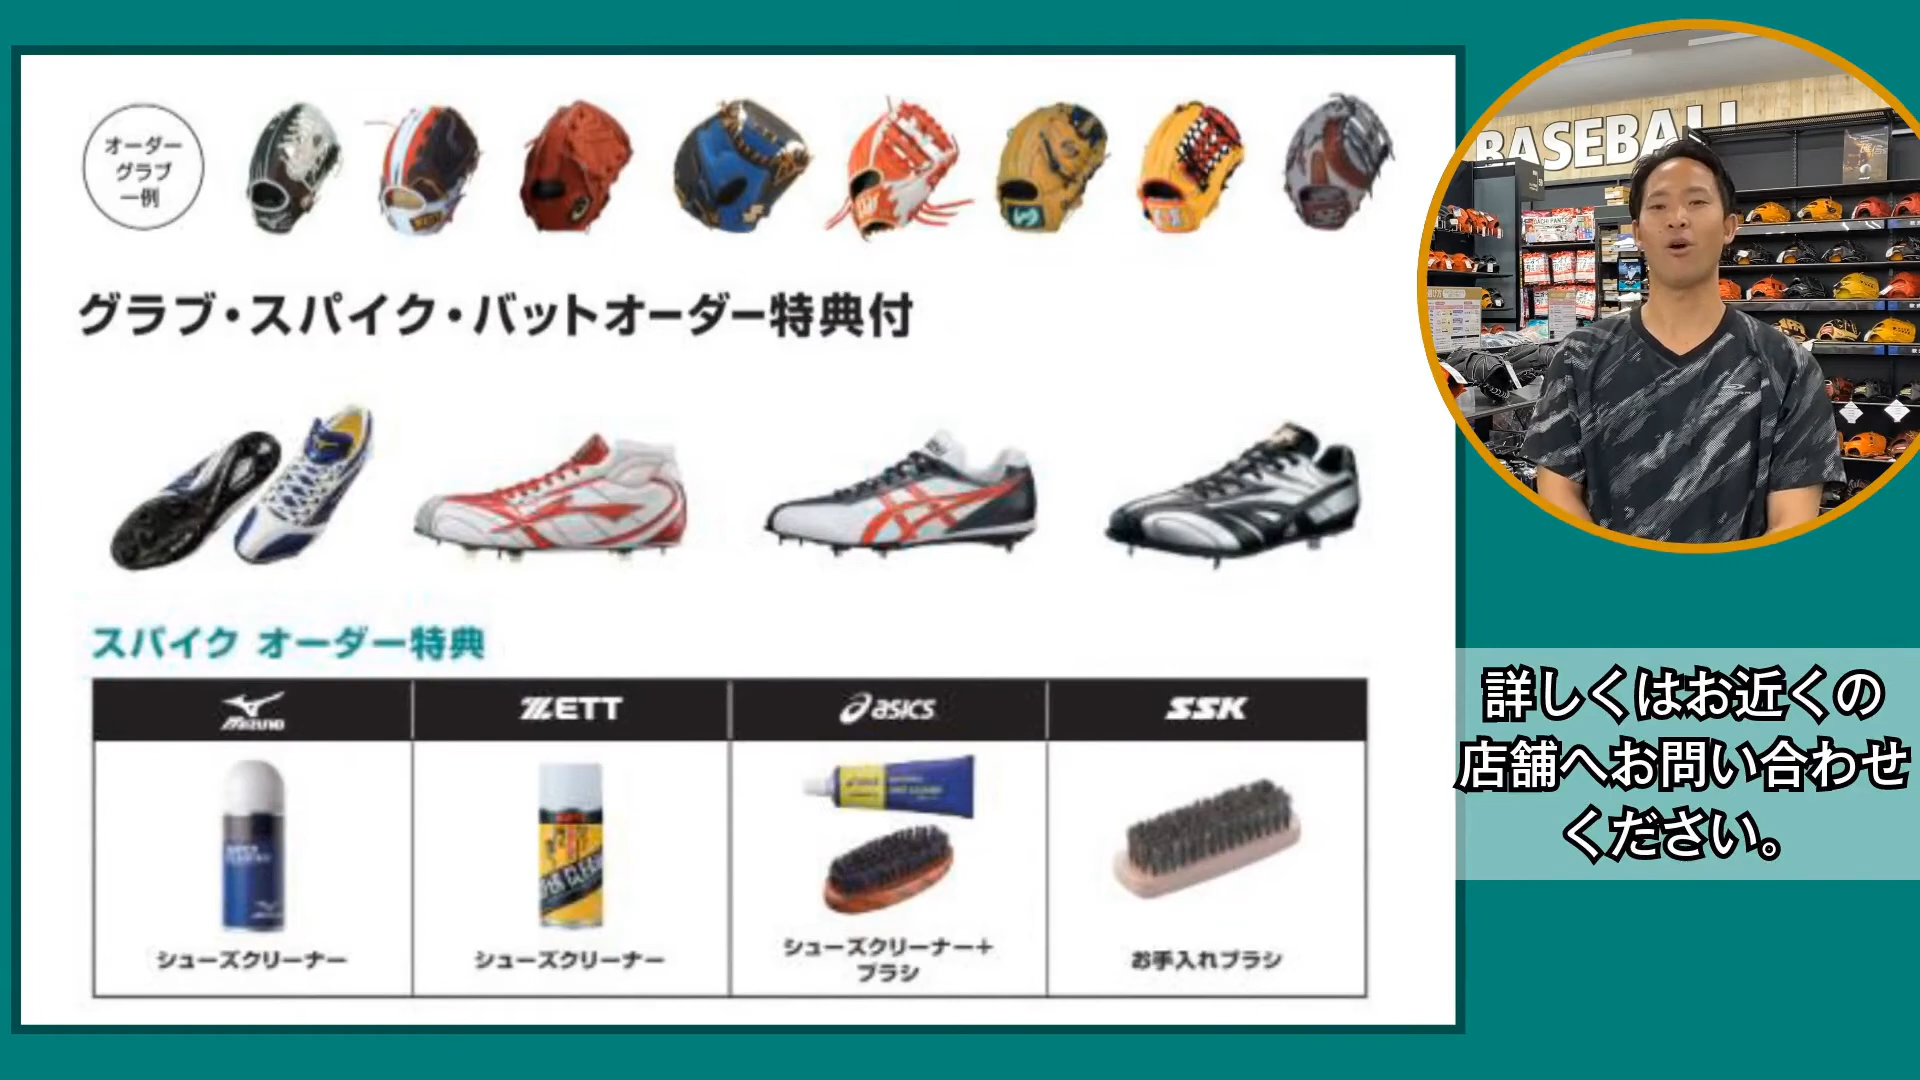 オーダー
グラブ
一例
グラブ・スパイク・バットオーダー特典付
スパイク オーダー特典
MIZUNO
ZETT
asics
SSK
シューズクリーナー
シューズクリーナー
シューズクリーナー＋
ブラシ
お手入れブラシ
BASEBALL
詳しくはお近くの
店舗へお問い合わせ
ください。